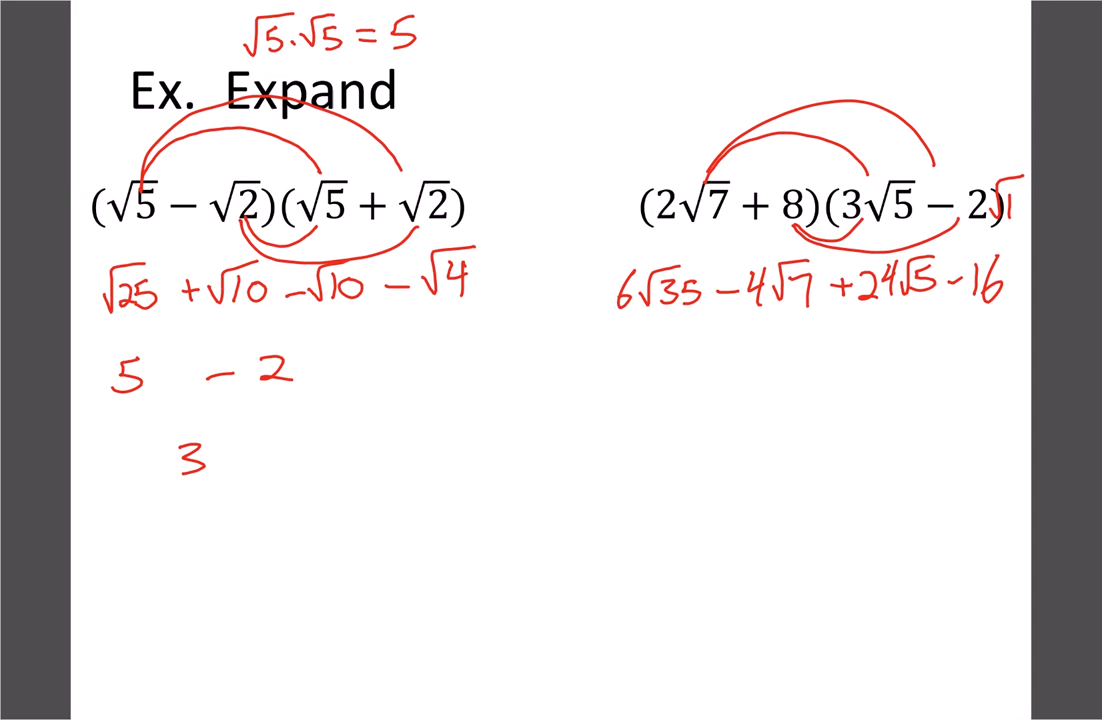 √5.√5 = 5
Ex. Expand
(√5 − √2)(√5 + √2)
√25 +√10 -√10 - √4
5 - 2
3
(2√7 + 8)(3√5 − 2)√1
6√35 - 4√7 + 24√5 - 16